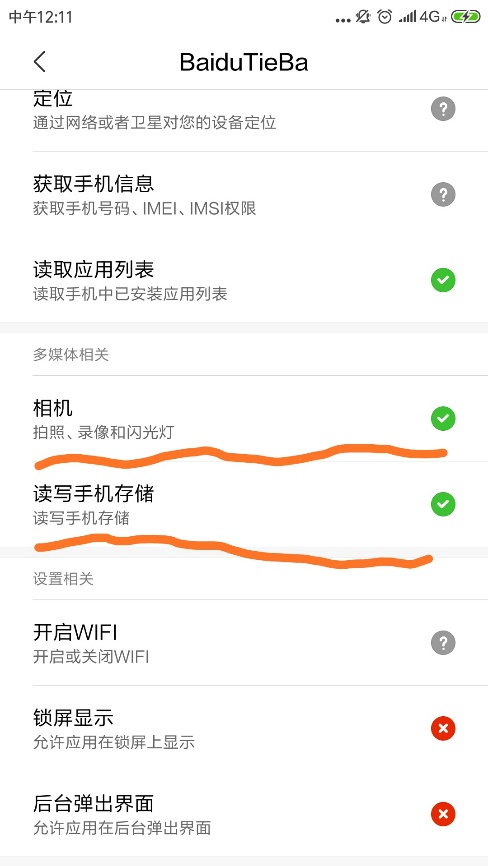 中午12:11
4G
BaiduTieBa
定位
通过网络或者卫星对您的设备定位
获取手机信息
获取手机号码、IMEI、IMSI权限
读取应用列表
读取手机中已安装应用列表
多媒体相关
相机
拍照、录像和闪光灯
读写手机存储
读写手机存储
设置相关
开启WIFI
开启或关闭WIFI
锁屏显示
允许应用在锁屏上显示
后台弹出界面
允许应用在后台弹出界面